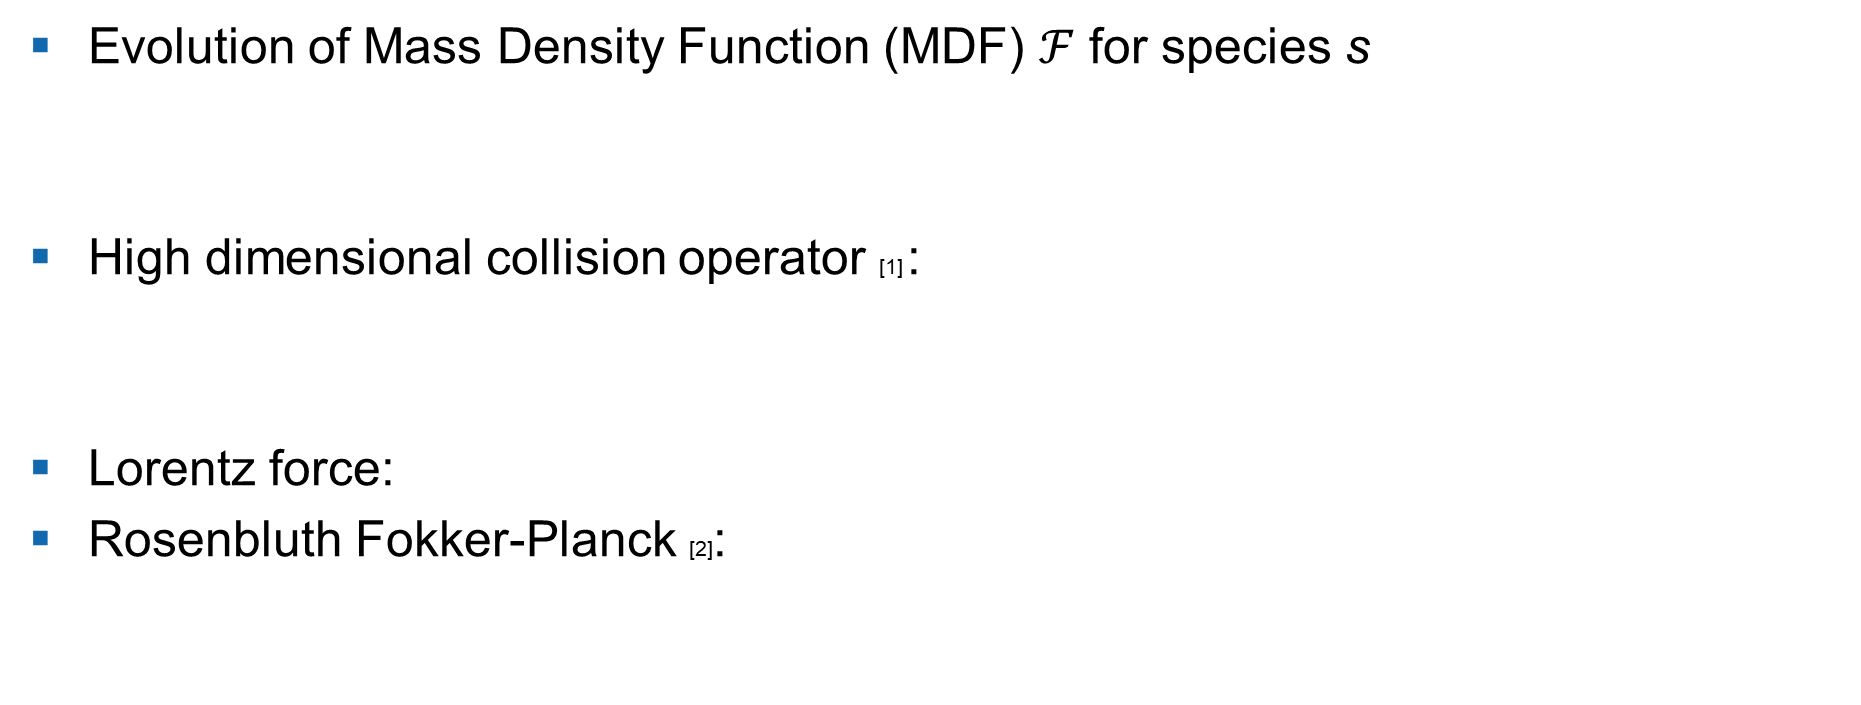 ▪ Evolution of Mass Density Function (MDF) ℱ for species s
▪ High dimensional collision operator [1] :
▪ Lorentz force:
▪ Rosenbluth Fokker-Planck [2]: